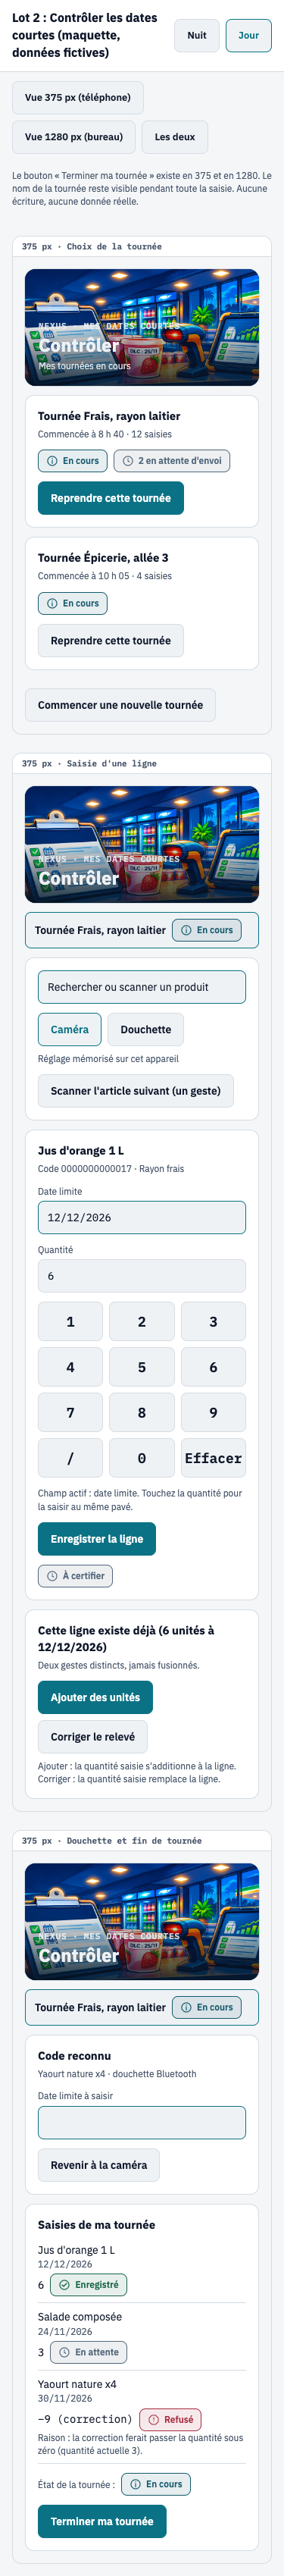 Lot 2 : Contrôler les dates
courtes (maquette,
données fictives)
Nuit
Jour
Vue 375 px (téléphone)
Vue 1280 px (bureau)
Les deux
Le bouton « Terminer ma tournée » existe en 375 et en 1280. Le
nom de la tournée reste visible pendant toute la saisie. Aucune
écriture, aucune donnée réelle.
375 px · Choix de la tournée
NEXUS · MES DATES COURTES
Contrôler
Mes tournées en cours
DLC : 25/11
Tournée Frais, rayon laitier
Commencée à 8 h 40 · 12 saisies
En cours
2 en attente d'envoi
Reprendre cette tournée
Tournée Épicerie, allée 3
Commencée à 10 h 05 · 4 saisies
En cours
Reprendre cette tournée
Commencer une nouvelle tournée
375 px · Saisie d'une ligne
NEXUS · MES DATES COURTES
Contrôler
DLC : 25/11
Tournée Frais, rayon laitier
En cours
Rechercher ou scanner un produit
Caméra
Douchette
Réglage mémorisé sur cet appareil
Scanner l'article suivant (un geste)
Jus d'orange 1 L
Code 0000000000017 · Rayon frais
Date limite
12/12/2026
Quantité
6
1 2 3
4 5 6
7 8 9
/ 0 Effacer
Champ actif : date limite. Touchez la quantité pour
la saisir au même pavé.
Enregistrer la ligne
À certifier
Cette ligne existe déjà (6 unités à
12/12/2026)
Deux gestes distincts, jamais fusionnés.
Ajouter des unités
Corriger le relevé
Ajouter : la quantité saisie s'additionne à la ligne.
Corriger : la quantité saisie remplace la ligne.
375 px · Douchette et fin de tournée
NEXUS · MES DATES COURTES
Contrôler
DLC : 25/11
Tournée Frais, rayon laitier
En cours
Code reconnu
Yaourt nature x4 · douchette Bluetooth
Date limite à saisir
Revenir à la caméra
Saisies de ma tournée
Jus d'orange 1 L
12/12/2026
6
Enregistré
Salade composée
24/11/2026
3
En attente
Yaourt nature x4
30/11/2026
−9 (correction)
Refusé
Raison : la correction ferait passer la quantité sous
zéro (quantité actuelle 3).
État de la tournée :
En cours
Terminer ma tournée